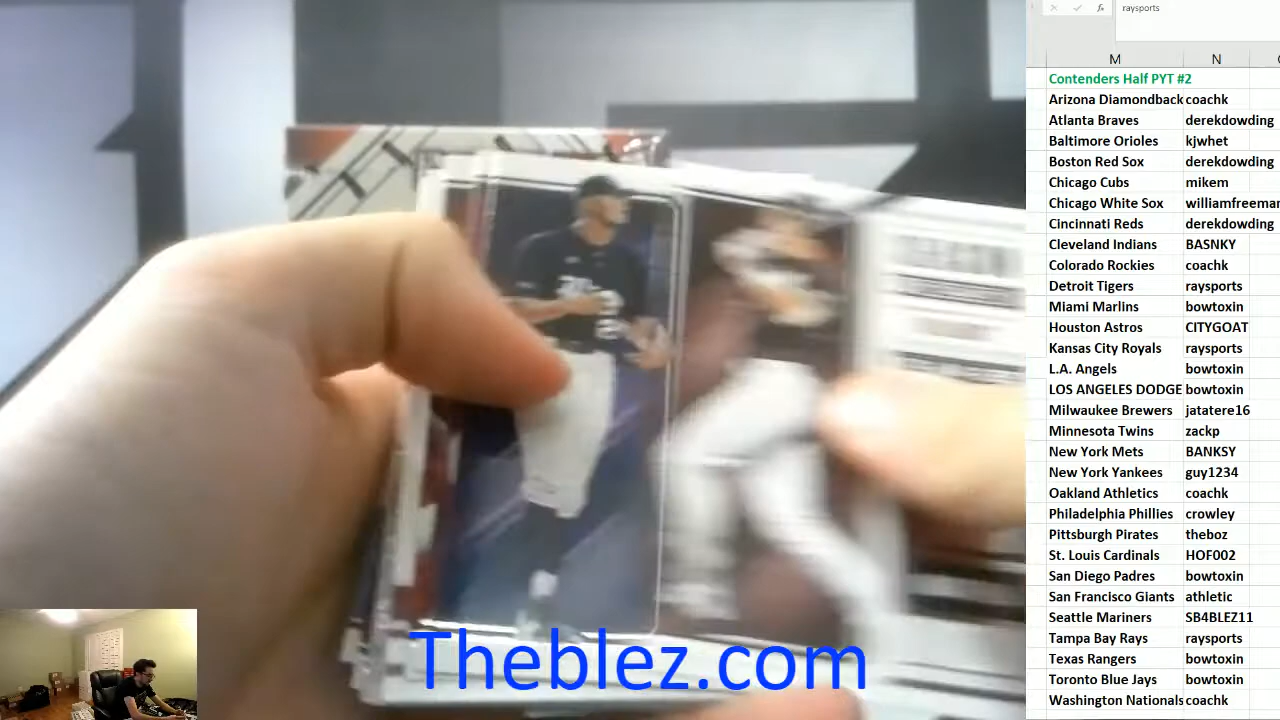 raysports
M N
Contenders Half PYT #2
Arizona Diamondback coachk
Atlanta Braves derekdowding
Baltimore Orioles kjwhet
Boston Red Sox derekdowding
Chicago Cubs mikem
Chicago White Sox williamfreeman
Cincinnati Reds derekdowding
Cleveland Indians BASNKY
Colorado Rockies coachk
Detroit Tigers raysports
Miami Marlins bowtoxin
Houston Astros CITYGOAT
Kansas City Royals raysports
L.A. Angels bowtoxin
LOS ANGELES DODGE bowtoxin
Milwaukee Brewers jatatere16
Minnesota Twins zackp
New York Mets BANKSY
New York Yankees guy1234
Oakland Athletics coachk
Philadelphia Phillies crowley
Pittsburgh Pirates theboz
St. Louis Cardinals HOF002
San Diego Padres bowtoxin
San Francisco Giants athletic
Seattle Mariners SB4BLEZ11
Tampa Bay Rays raysports
Texas Rangers bowtoxin
Toronto Blue Jays bowtoxin
Washington Nationals coachk
Theblez.com